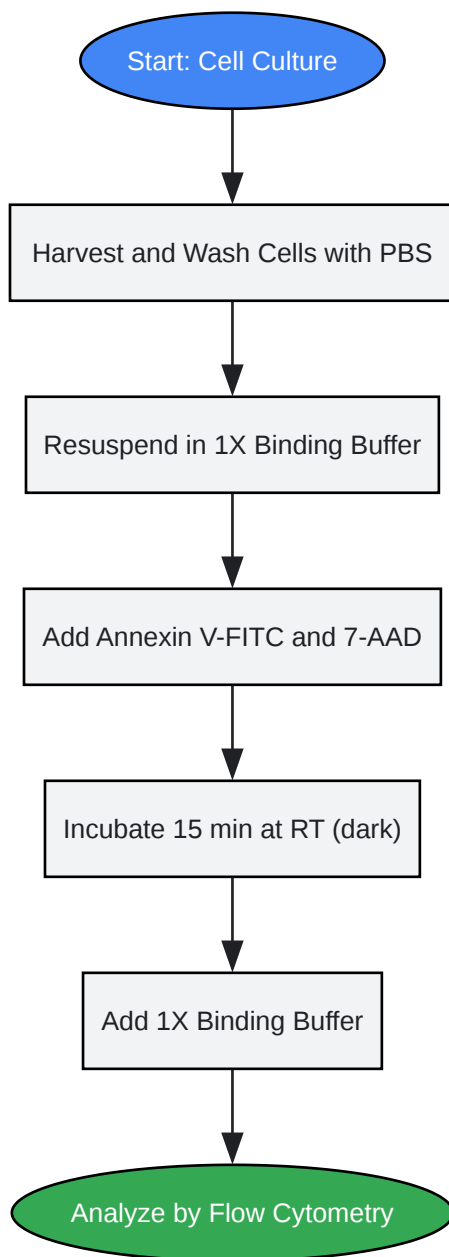 Start: Cell Culture
Harvest and Wash Cells with PBS
Resuspend in 1X Binding Buffer
Add Annexin V-FITC and 7-AAD
Incubate 15 min at RT (dark)
Add 1X Binding Buffer
Analyze by Flow Cytometry